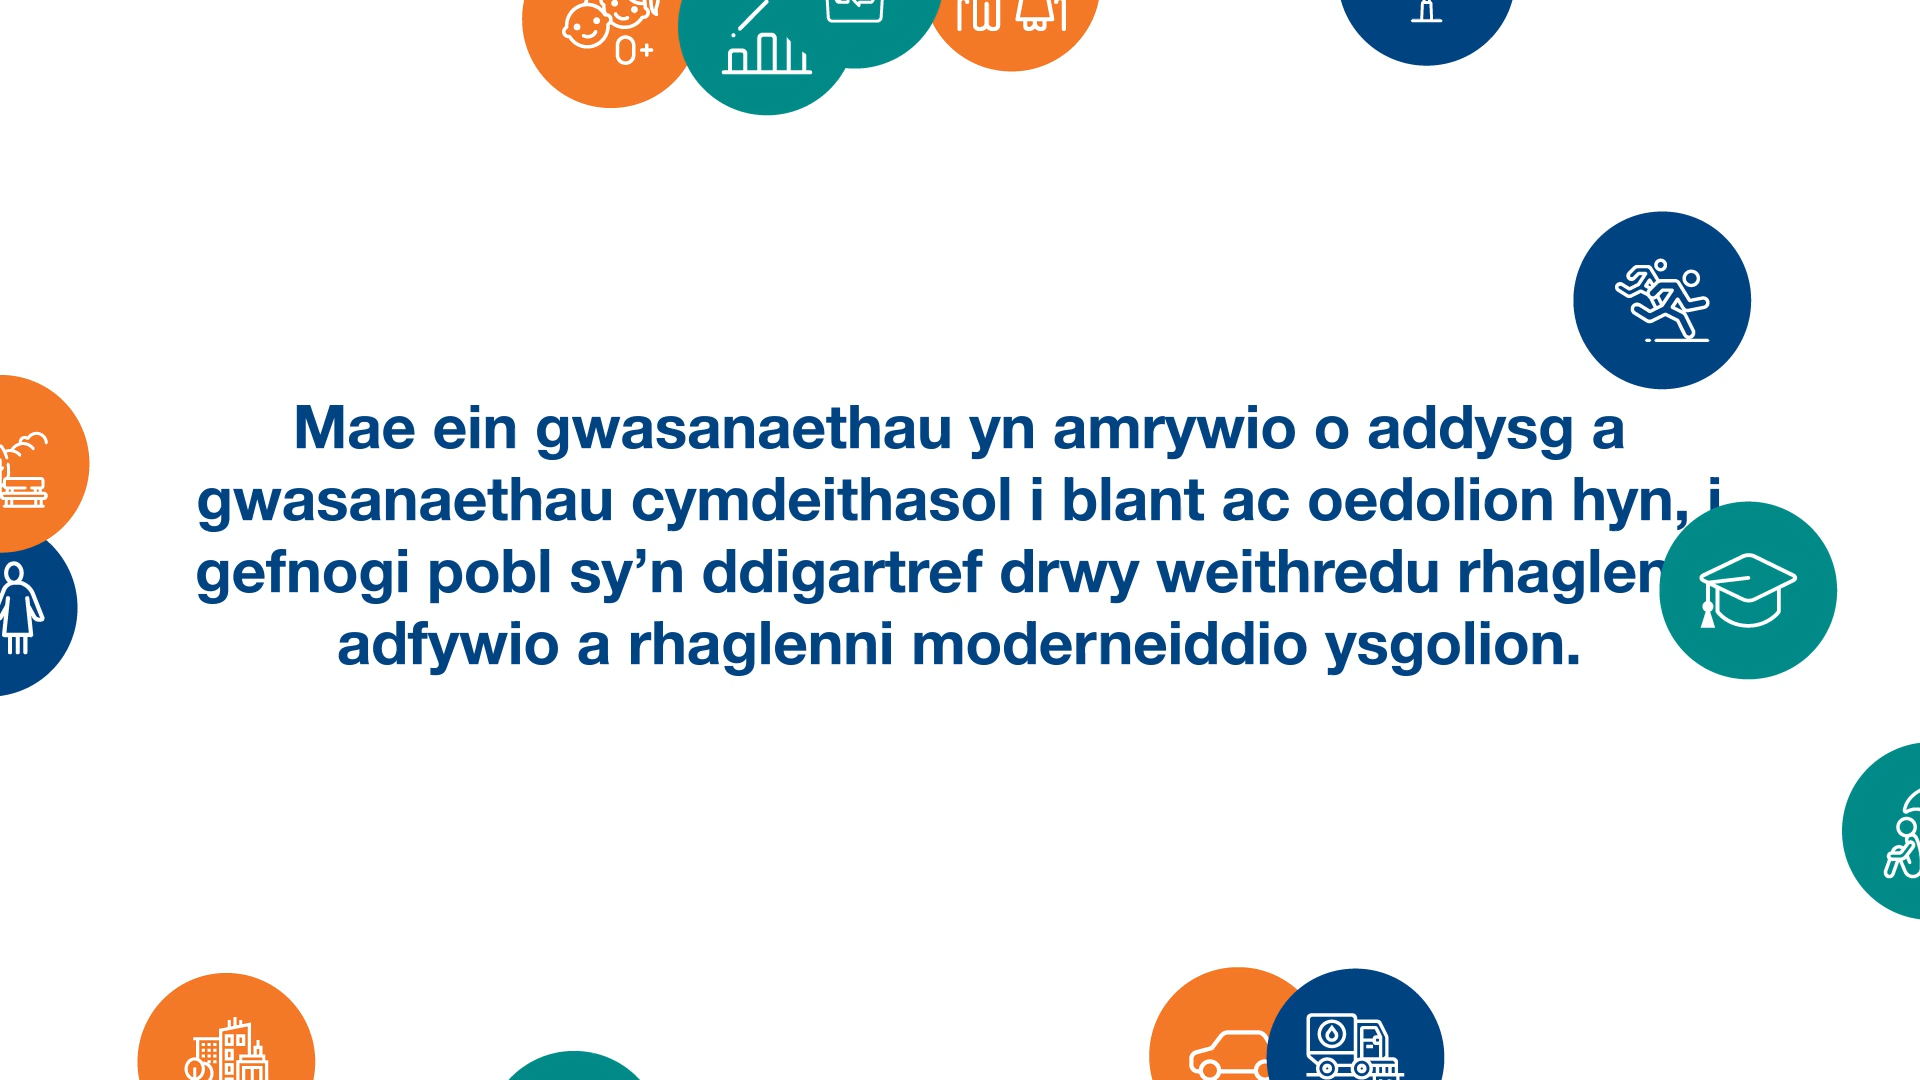 0+
Mae ein gwasanaethau yn amrywio o addysg a
gwasanaethau cymdeithasol i blant ac oedolion hyn, i
gefnogi pobl sy’n ddigartref drwy weithredu
adfywio a rhaglenni moderneiddio ysgolion.